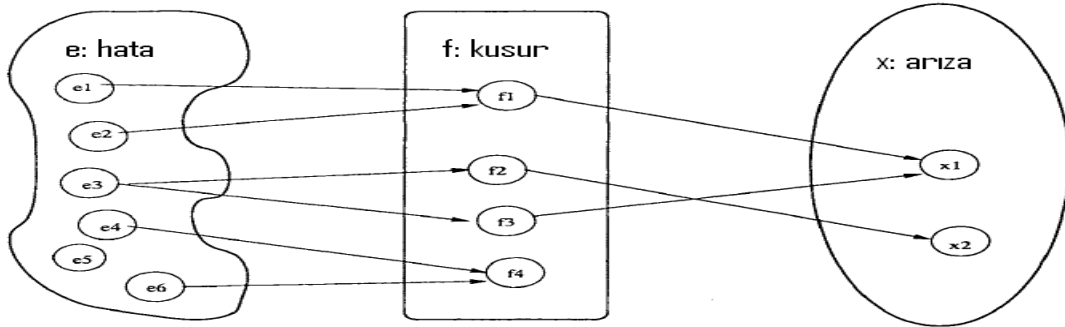 e: hata
e1
e2
e3
e4
e5
e6
f: kusur
f1
f2
f3
f4
x: arıza
x1
x2